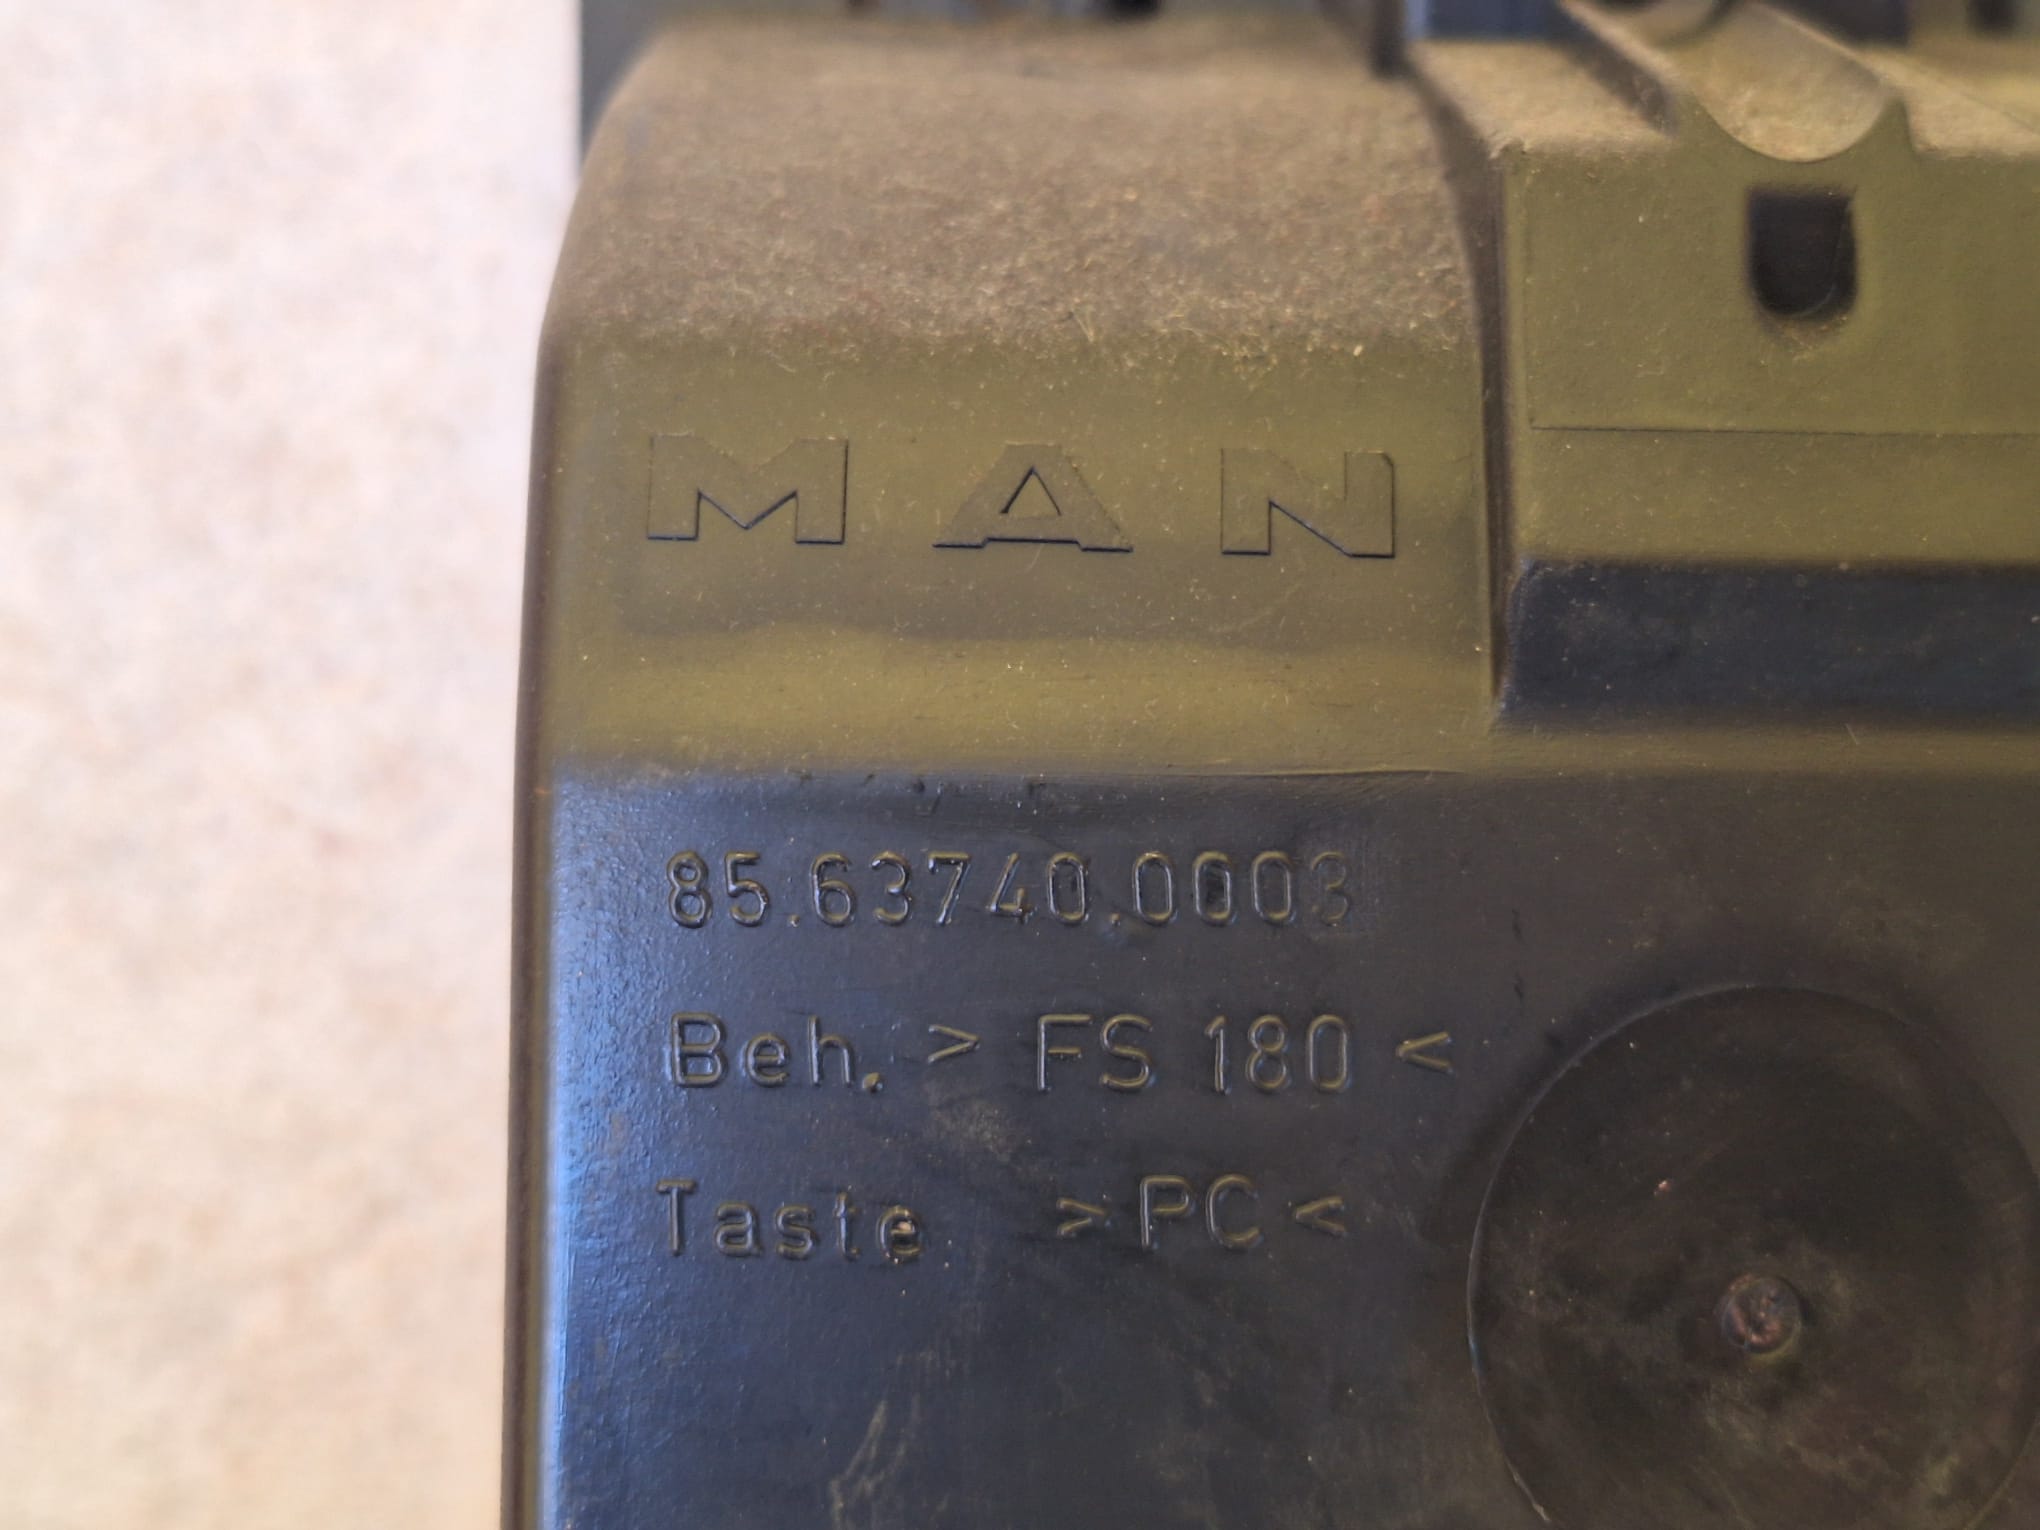 MAN
85.63740.0003
Beh. > FS 180 <
Taste > PC <